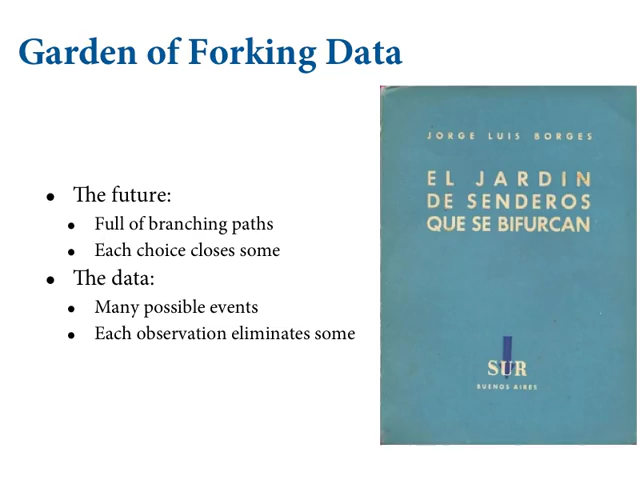 Garden of Forking Data
• The future:
• Full of branching paths
• Each choice closes some
• The data:
• Many possible events
• Each observation eliminates some
JORGE LUIS BORGES
EL JARDIN
DE SENDEROS
QUE SE BIFURCAN
SUR
BUENOS AIRES